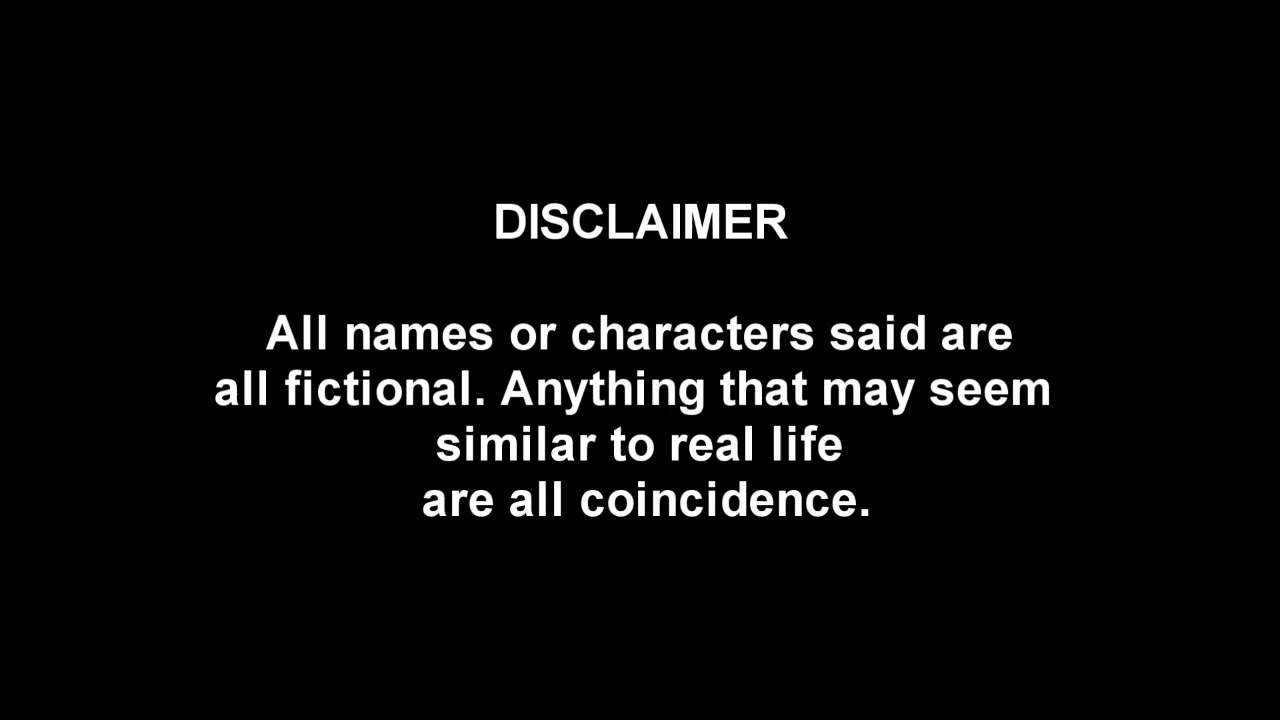 DISCLAIMER
All names or characters said are
all fictional. Anything that may seem
similar to real life
are all coincidence.